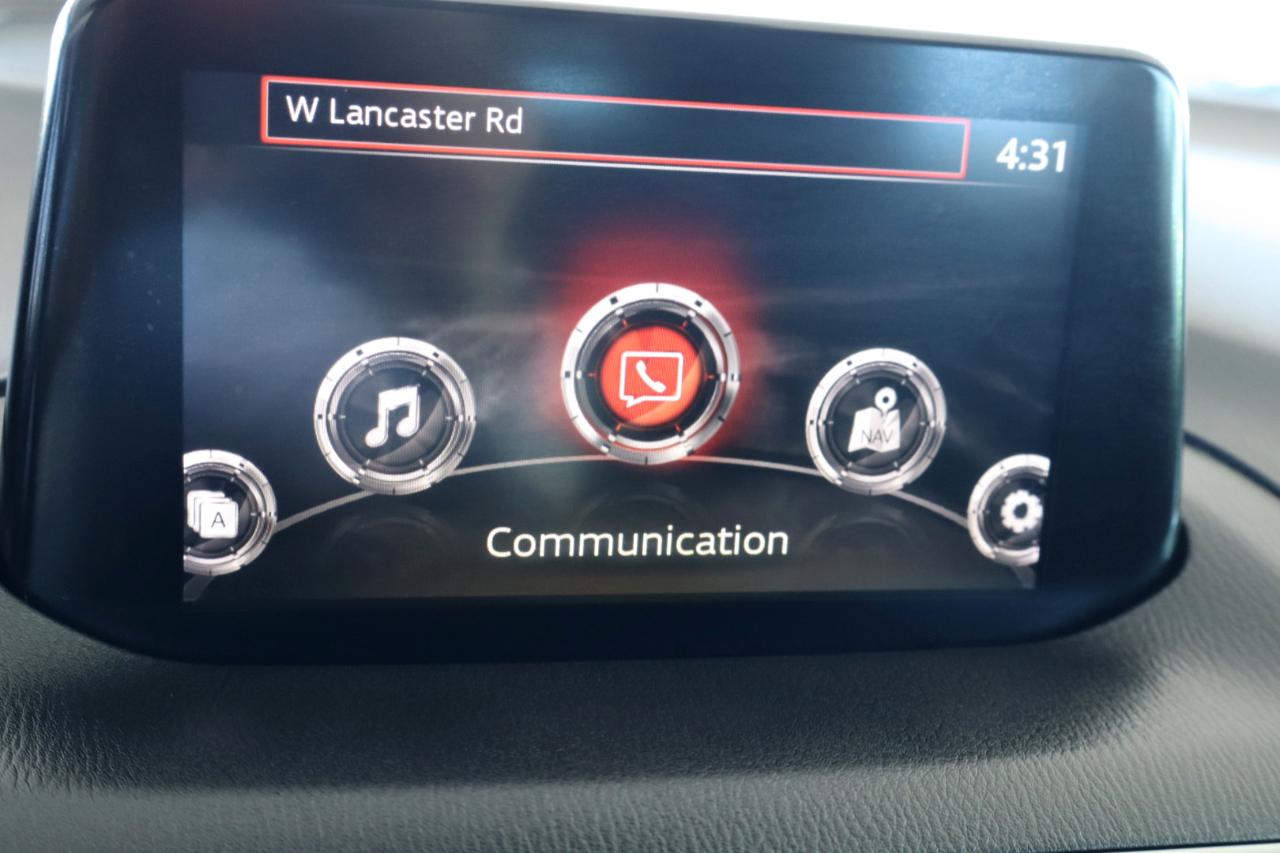 W Lancaster Rd
4:31
NAV
A
Communication